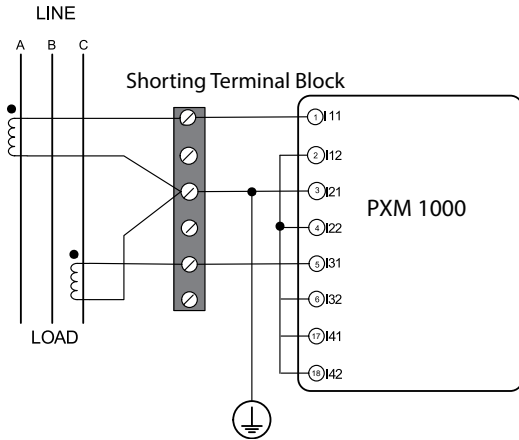 LINE
A B C
Shorting Terminal Block
1 I11
2 I12
3 I21
PXM 1000
4 I22
5 I31
6 I32
LOAD
17 I41
18 I42